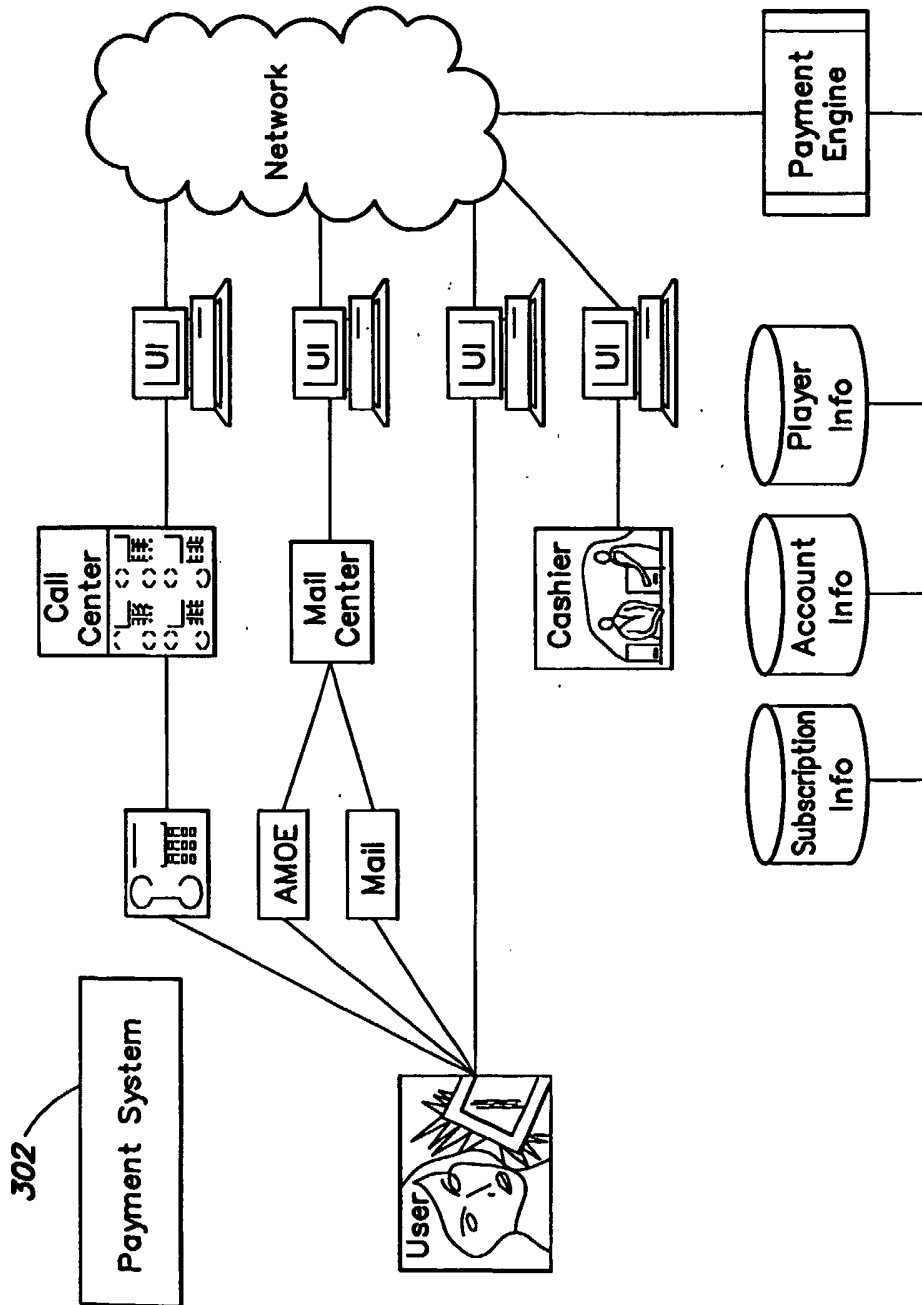 302
Payment System
User
AMOE
Mail
Call
Center
Mail
Center
Cashier
UI
UI
UI
UI
Network
Subscription
Info
Account
Info
Player
Info
Payment
Engine